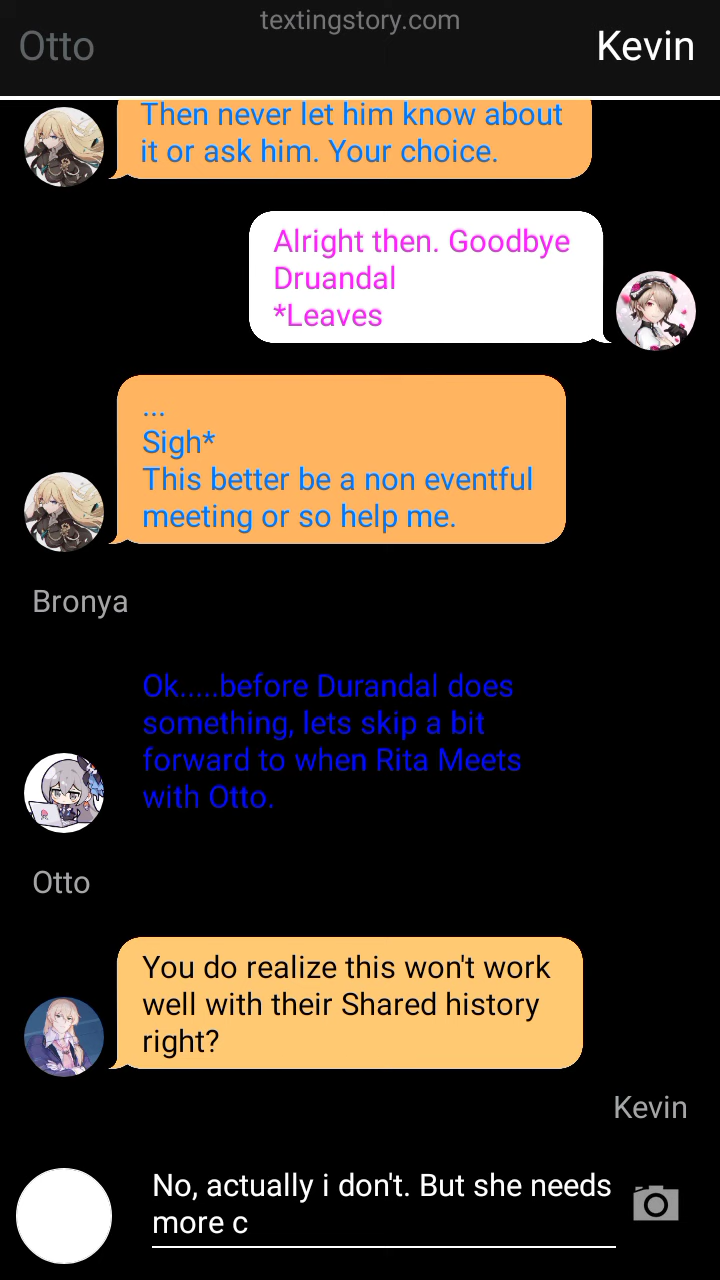 textingstory.com
Otto
Kevin
Then never let him know about
it or ask him. Your choice.
Alright then. Goodbye
Druandal
*Leaves
...
Sigh*
This better be a non eventful
meeting or so help me.
Bronya
Ok.....before Durandal does
something, lets skip a bit
forward to when Rita Meets
with Otto.
Otto
You do realize this won't work
well with their Shared history
right?
Kevin
No, actually i don't. But she needs
more c